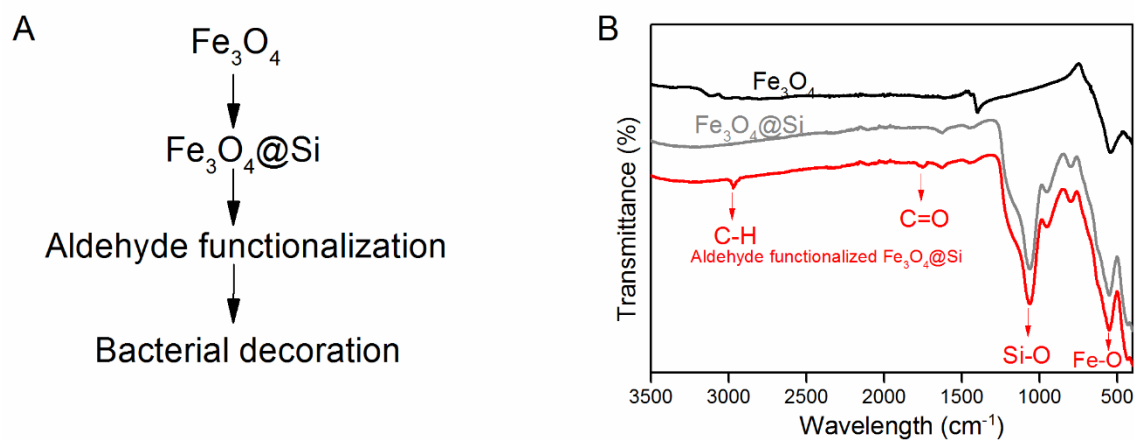 A
Fe₃O₄
Fe₃O₄@Si
Aldehyde functionalization
Bacterial decoration
B
Transmittance (%)
Fe₃O₄
Fe₃O₄@Si
C-H
C=O
Aldehyde functionalized Fe₃O₄@Si
Si-O
Fe-O
3500 3000 2500 2000 1500 1000 500
Wavelength (cm⁻¹)